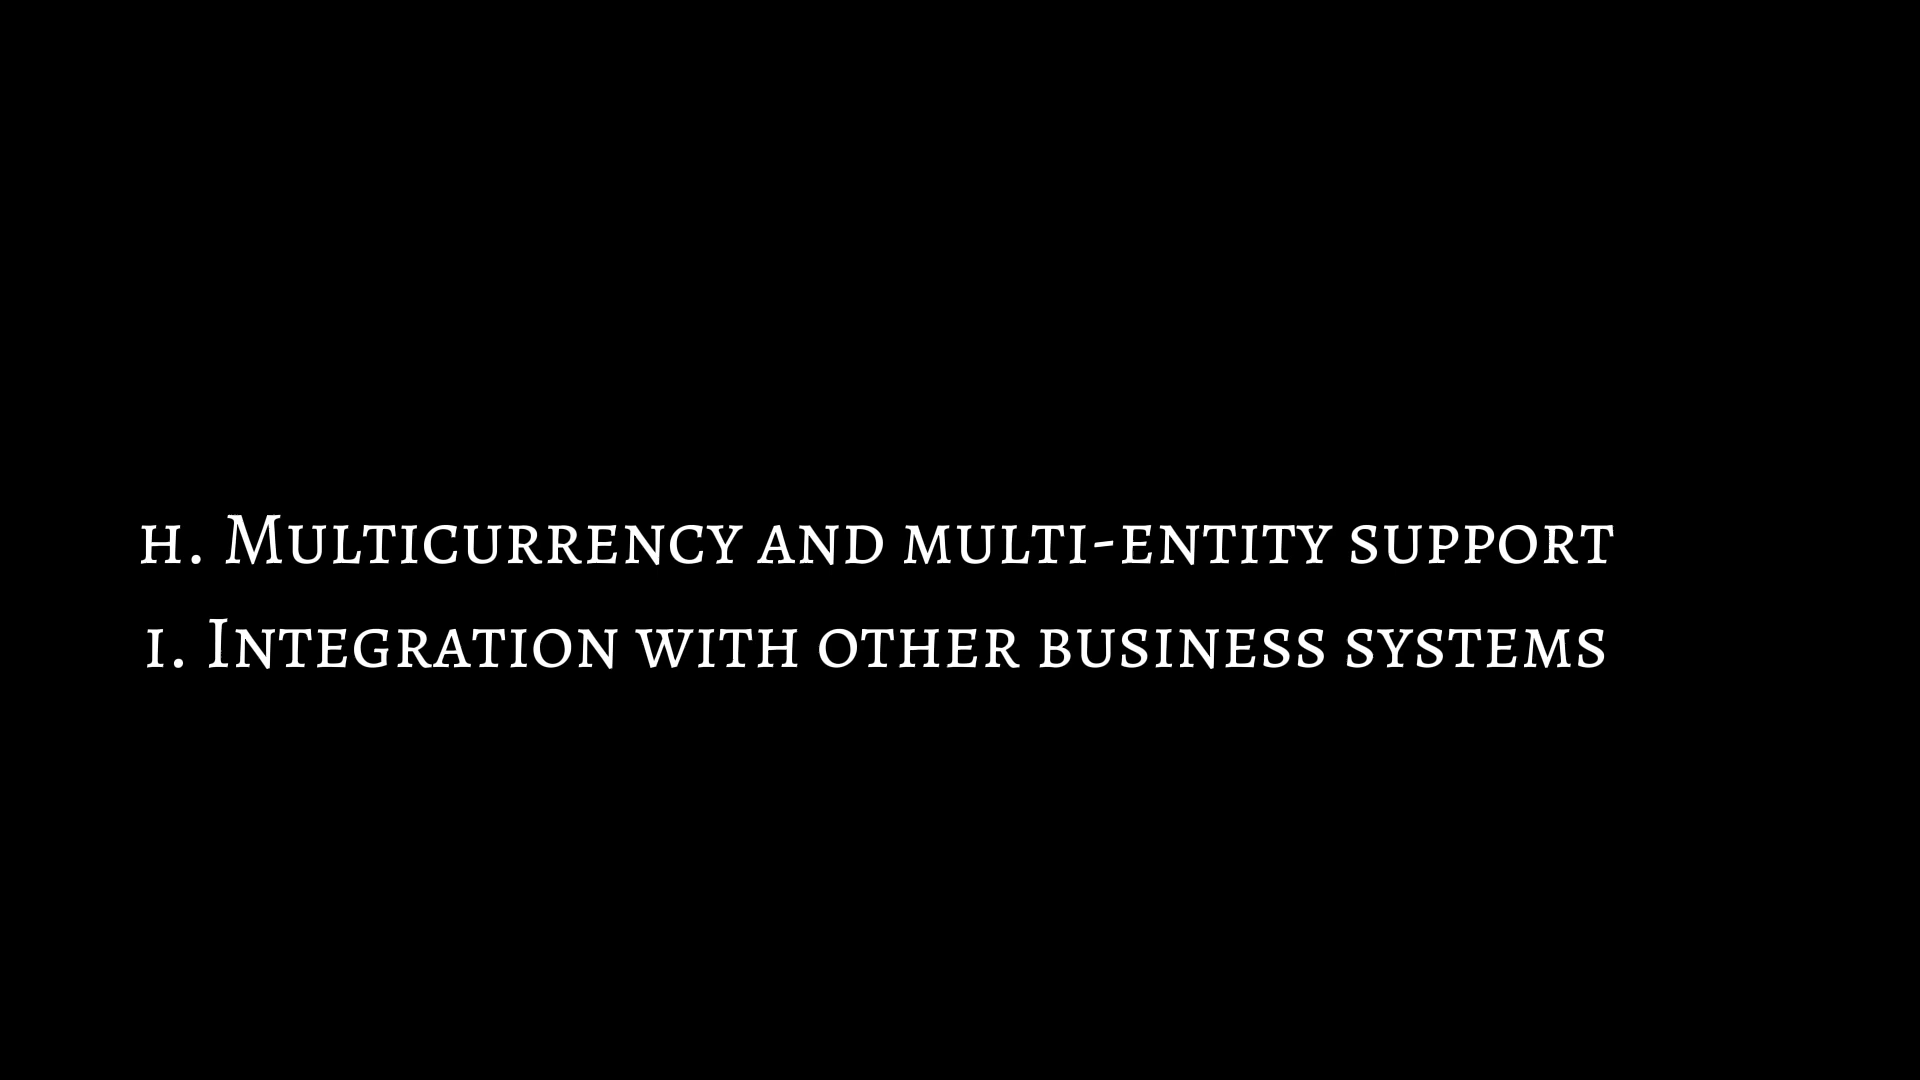 h. Multicurrency and multi-entity support
i. Integration with other business systems